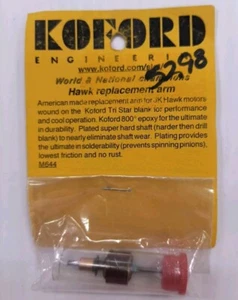 KOFORD
ENGINEERING
www.koford.com/el
World & National Champions
Hawk replacement arm
American made replacement arm for JK Hawk motors
wound on the Koford Tri Star blank for performance
and cool operation. Koford 800° epoxy for the ultimate
in durability. Plated super hard shaft (harder then drill
blank) to nearly eliminate shaft wear. Plating provides
the ultimate in solderability (prevents spinning pinions),
lowest friction and no rust.
M644